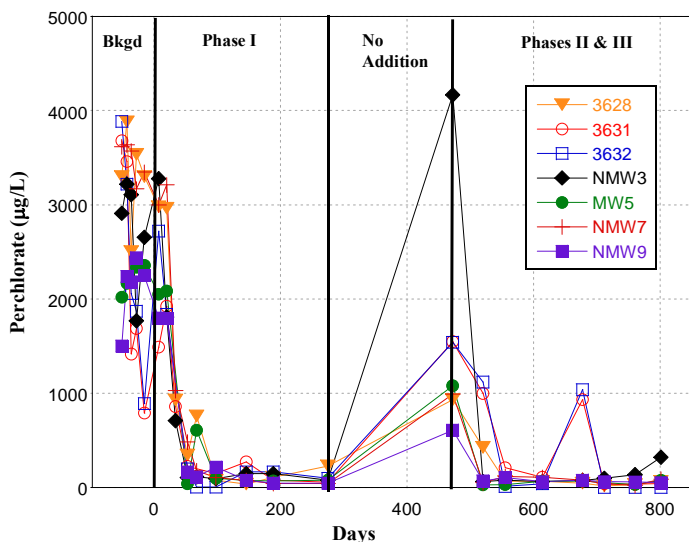 5000
4000
3000
2000
1000
0
Perchlorate (µg/L)
Bkgd
Phase I
No
Addition
Phases II & III
3628
3631
3632
NMW3
MW5
NMW7
NMW9
0
200
400
600
800
Days